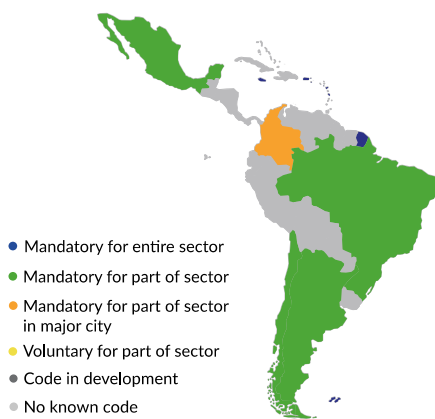 Mandatory for entire sector
Mandatory for part of sector
Mandatory for part of sector
in major city
Voluntary for part of sector
Code in development
No known code